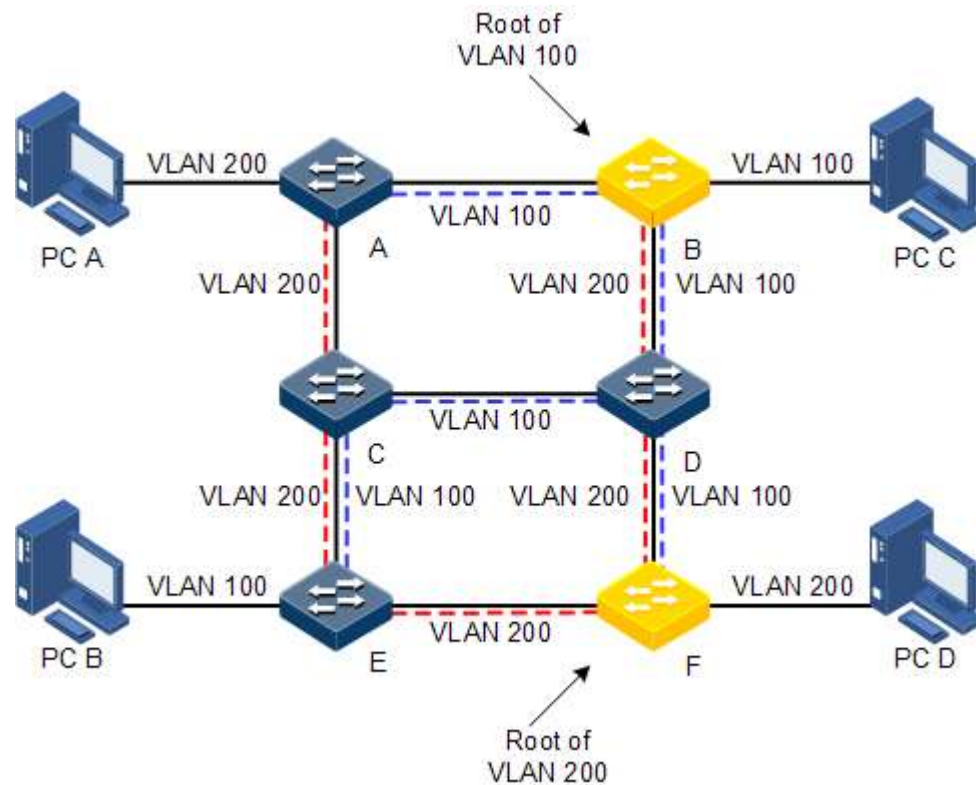 Root of
VLAN 100
VLAN 200
VLAN 100
VLAN 100
PC A
A
B
PC C
VLAN 200
VLAN 200
VLAN 100
VLAN 100
C
D
VLAN 200
VLAN 100
VLAN 200
VLAN 100
VLAN 100
VLAN 200
VLAN 200
PC B
E
F
PC D
Root of
VLAN 200